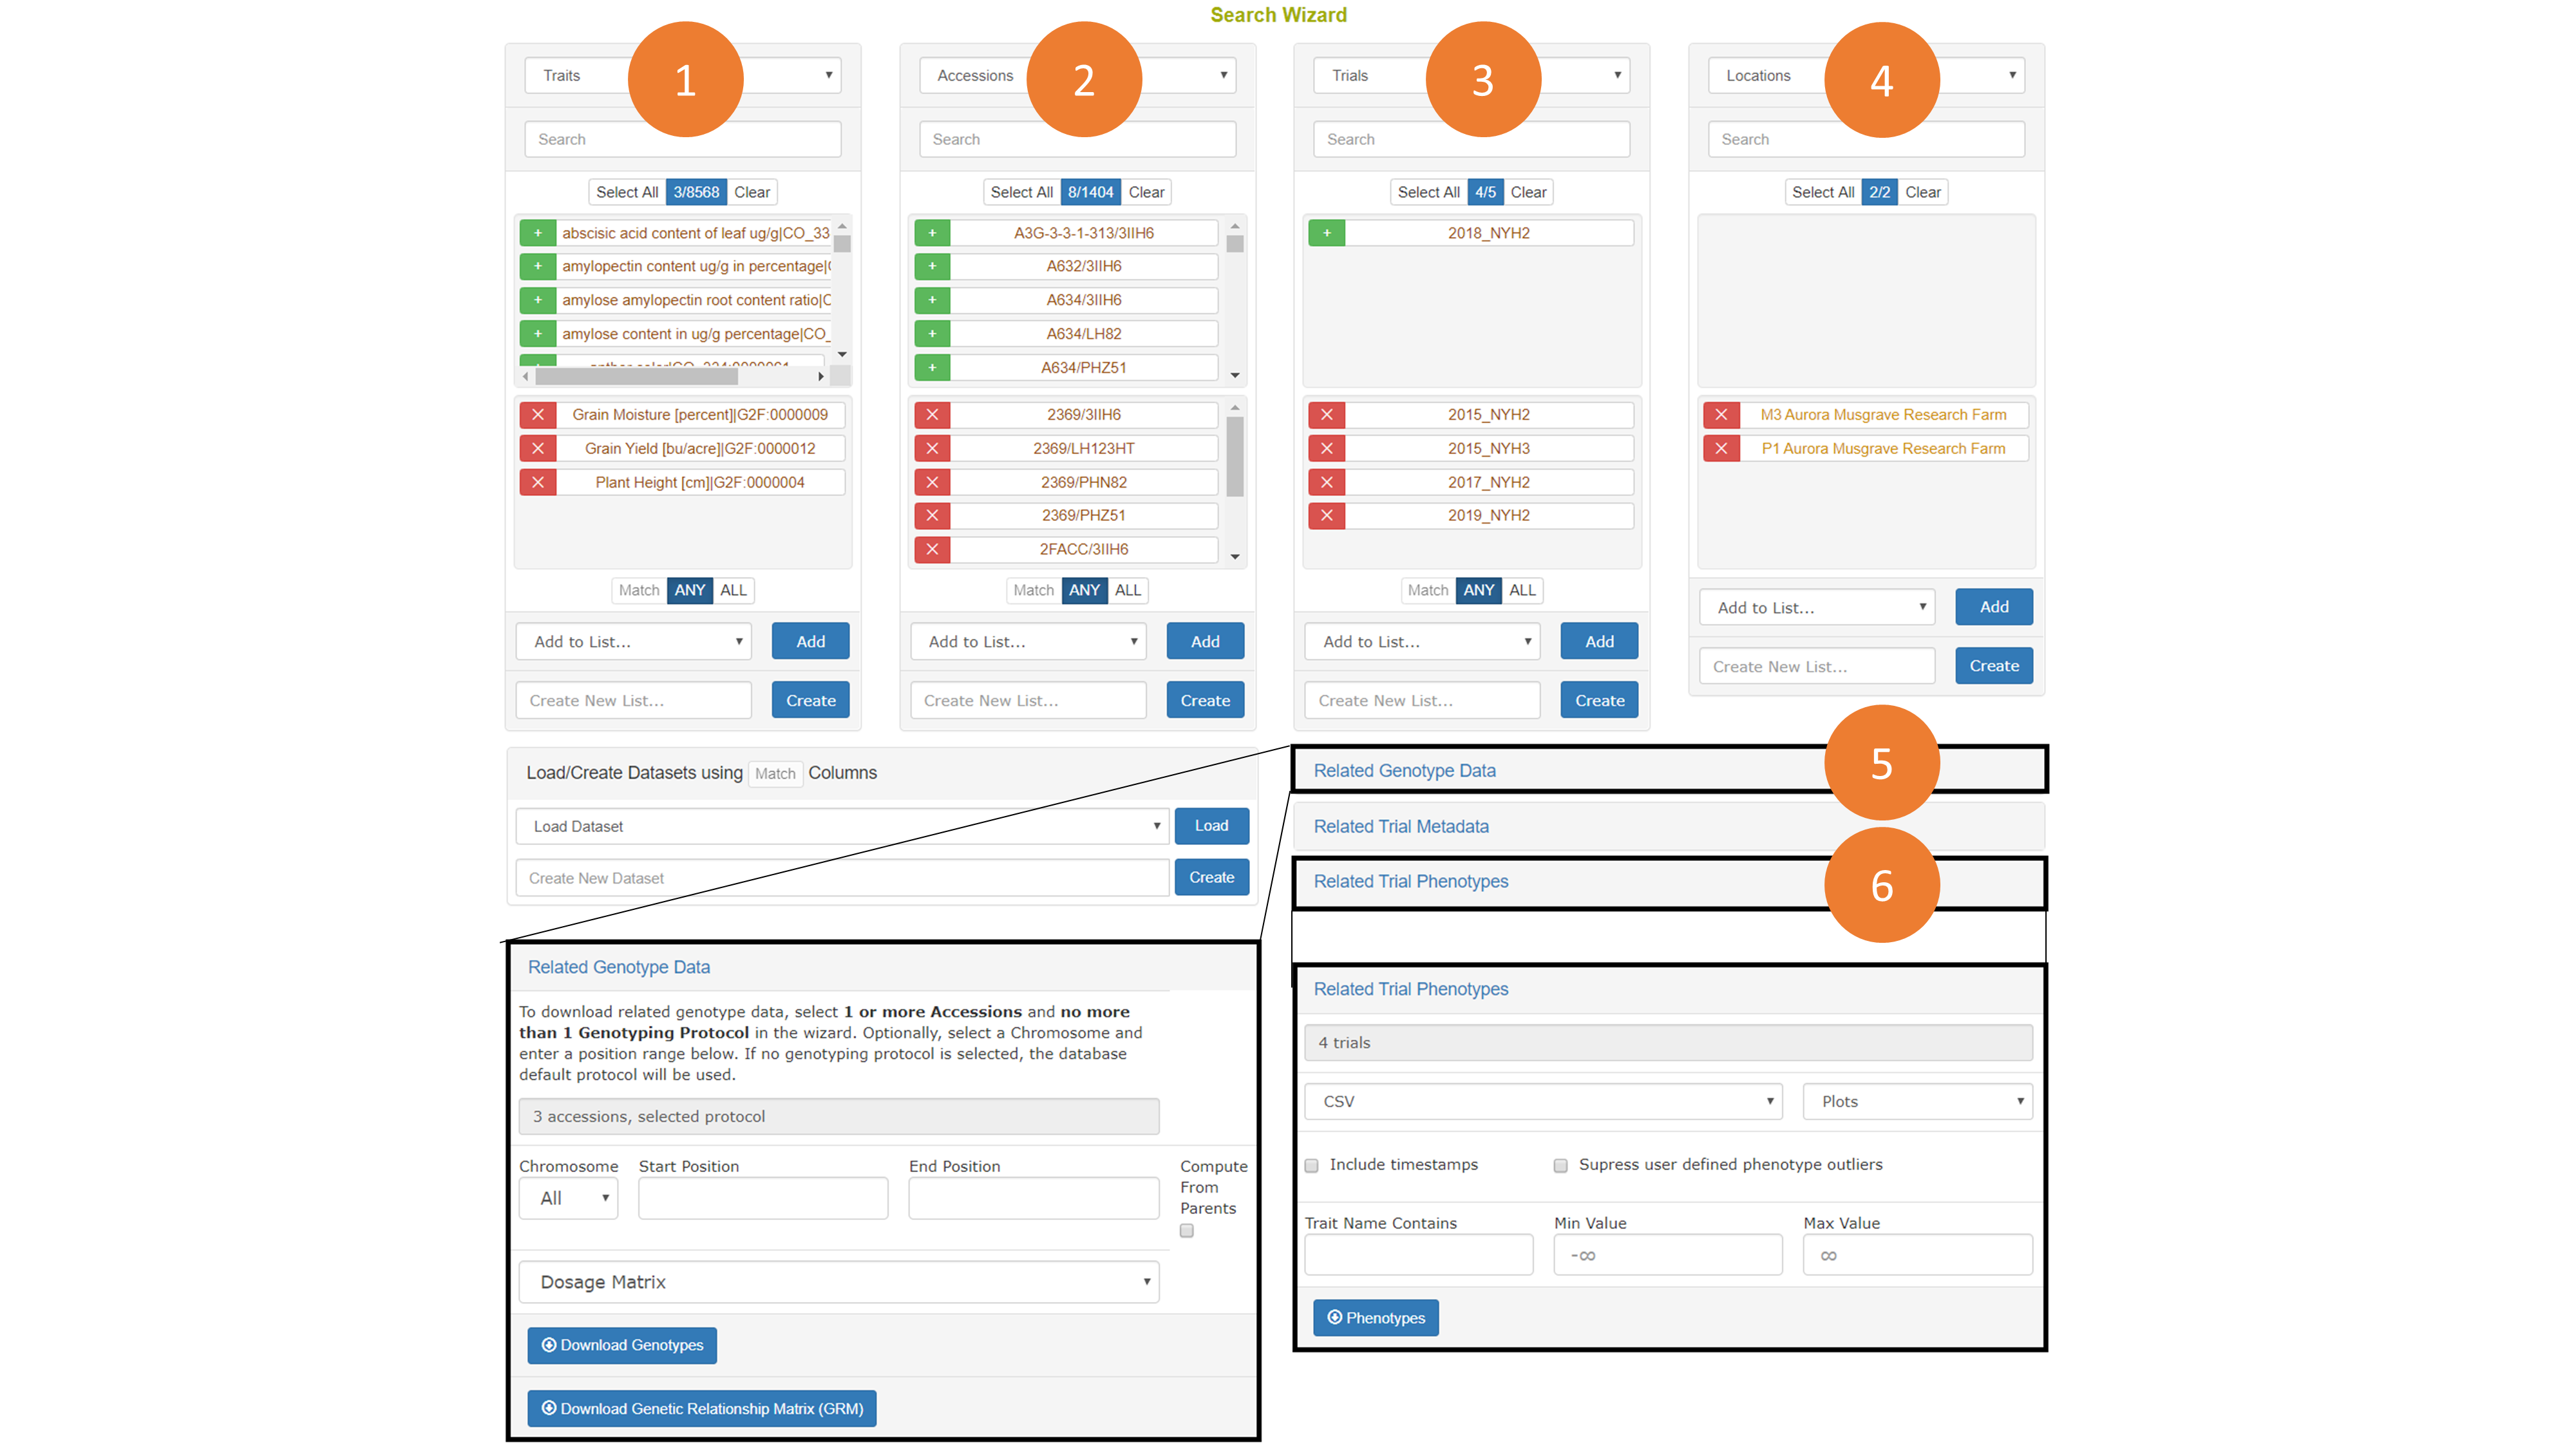 Search Wizard
1
Traits
Search
Select All 3/8568 Clear
+ abscisic acid content of leaf ug/g|CO_33
+ amylopectin content ug/g in percentage|
+ amylose amylopectin root content ratio|C
+ amylose content in ug/g percentage|CO_
Grain Moisture [percent]|G2F:0000009
Grain Yield [bu/acre]|G2F:0000012
Plant Height [cm]|G2F:0000004
Match ANY ALL
Add to List... Add
Create New List... Create
2
Accessions
Search
Select All 8/1404 Clear
+ A3G-3-3-1-313/3IIH6
+ A632/3IIH6
+ A634/3IIH6
+ A634/LH82
+ A634/PHZ51
2369/3IIH6
2369/LH123HT
2369/PHN82
2369/PHZ51
2FACC/3IIH6
Match ANY ALL
Add to List... Add
Create New List... Create
3
Trials
Search
Select All 4/5 Clear
+ 2018_NYH2
2015_NYH2
2015_NYH3
2017_NYH2
2019_NYH2
Match ANY ALL
Add to List... Add
Create New List... Create
4
Locations
Search
Select All 2/2 Clear
M3 Aurora Musgrave Research Farm
P1 Aurora Musgrave Research Farm
Add to List... Add
Create New List... Create
Load/Create Datasets using Match Columns
Load Dataset Load
Create New Dataset Create
Related Genotype Data 5
Related Trial Metadata
Related Trial Phenotypes 6
Related Genotype Data
To download related genotype data, select 1 or more Accessions and no more
than 1 Genotyping Protocol in the wizard. Optionally, select a Chromosome and
enter a position range below. If no genotyping protocol is selected, the database
default protocol will be used.
3 accessions, selected protocol
Chromosome Start Position End Position Compute
From
Parents
All
Dosage Matrix
Download Genotypes
Download Genetic Relationship Matrix (GRM)
Related Trial Phenotypes
4 trials
CSV Plots
Include timestamps Supress user defined phenotype outliers
Trait Name Contains Min Value Max Value
-∞ ∞
Phenotypes